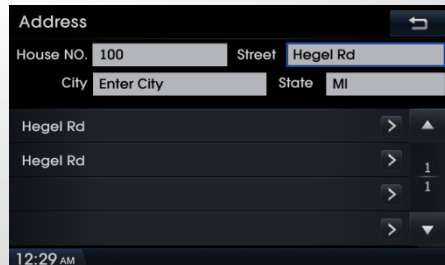 Address
House NO. 100 Street Hegel Rd
City Enter City State MI
Hegel Rd
Hegel Rd
1
1
12:29 AM